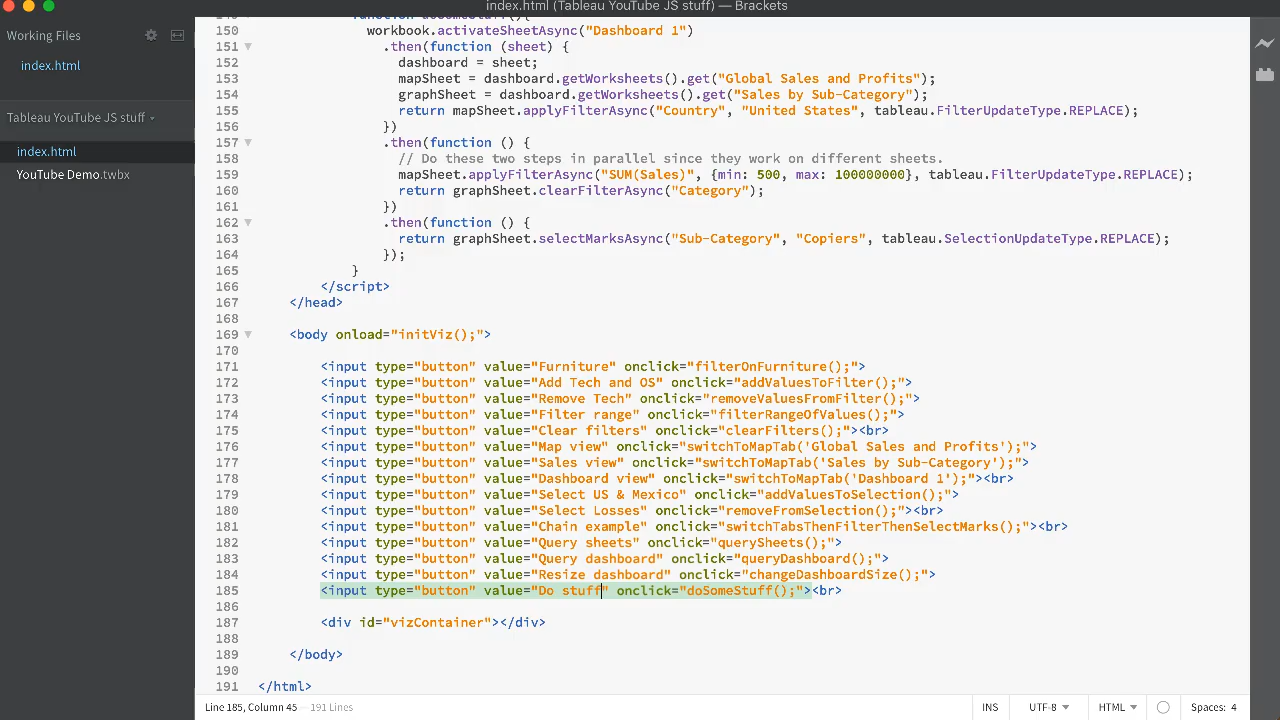 index.html (Tableau YouTube JS stuff) — Brackets
Working Files
index.html
Tableau YouTube JS stuff
index.html
YouTube Demo.twbx
149 function doSomeStuff(){
150 workbook.activateSheetAsync("Dashboard 1")
151 .then(function (sheet) {
152 dashboard = sheet;
153 mapSheet = dashboard.getWorksheets().get("Global Sales and Profits");
154 graphSheet = dashboard.getWorksheets().get("Sales by Sub-Category");
155 return mapSheet.applyFilterAsync("Country", "United States", tableau.FilterUpdateType.REPLACE);
156 })
157 .then(function () {
158 // Do these two steps in parallel since they work on different sheets.
159 mapSheet.applyFilterAsync("SUM(Sales)", {min: 500, max: 100000000}, tableau.FilterUpdateType.REPLACE);
160 return graphSheet.clearFilterAsync("Category");
161 })
162 .then(function () {
163 return graphSheet.selectMarksAsync("Sub-Category", "Copiers", tableau.SelectionUpdateType.REPLACE);
164 });
165 }
166 </script>
167 </head>
168
169 <body onload="initViz();">
170
171 <input type="button" value="Furniture" onclick="filterOnFurniture();">
172 <input type="button" value="Add Tech and OS" onclick="addValuesToFilter();">
173 <input type="button" value="Remove Tech" onclick="removeValuesFromFilter();">
174 <input type="button" value="Filter range" onclick="filterRangeOfValues();">
175 <input type="button" value="Clear filters" onclick="clearFilters();"><br>
176 <input type="button" value="Map view" onclick="switchToMapTab('Global Sales and Profits');">
177 <input type="button" value="Sales view" onclick="switchToMapTab('Sales by Sub-Category');">
178 <input type="button" value="Dashboard view" onclick="switchToMapTab('Dashboard 1');"><br>
179 <input type="button" value="Select US & Mexico" onclick="addValuesToSelection();">
180 <input type="button" value="Select Losses" onclick="removeFromSelection();"><br>
181 <input type="button" value="Chain example" onclick="switchTabsThenFilterThenSelectMarks();"><br>
182 <input type="button" value="Query sheets" onclick="querySheets();">
183 <input type="button" value="Query dashboard" onclick="queryDashboard();">
184 <input type="button" value="Resize dashboard" onclick="changeDashboardSize();">
185 <input type="button" value="Do stuff" onclick="doSomeStuff();"><br>
186
187 <div id="vizContainer"></div>
188
189 </body>
190
191 </html>
Line 185, Column 45 — 191 Lines
INS UTF-8 HTML Spaces: 4